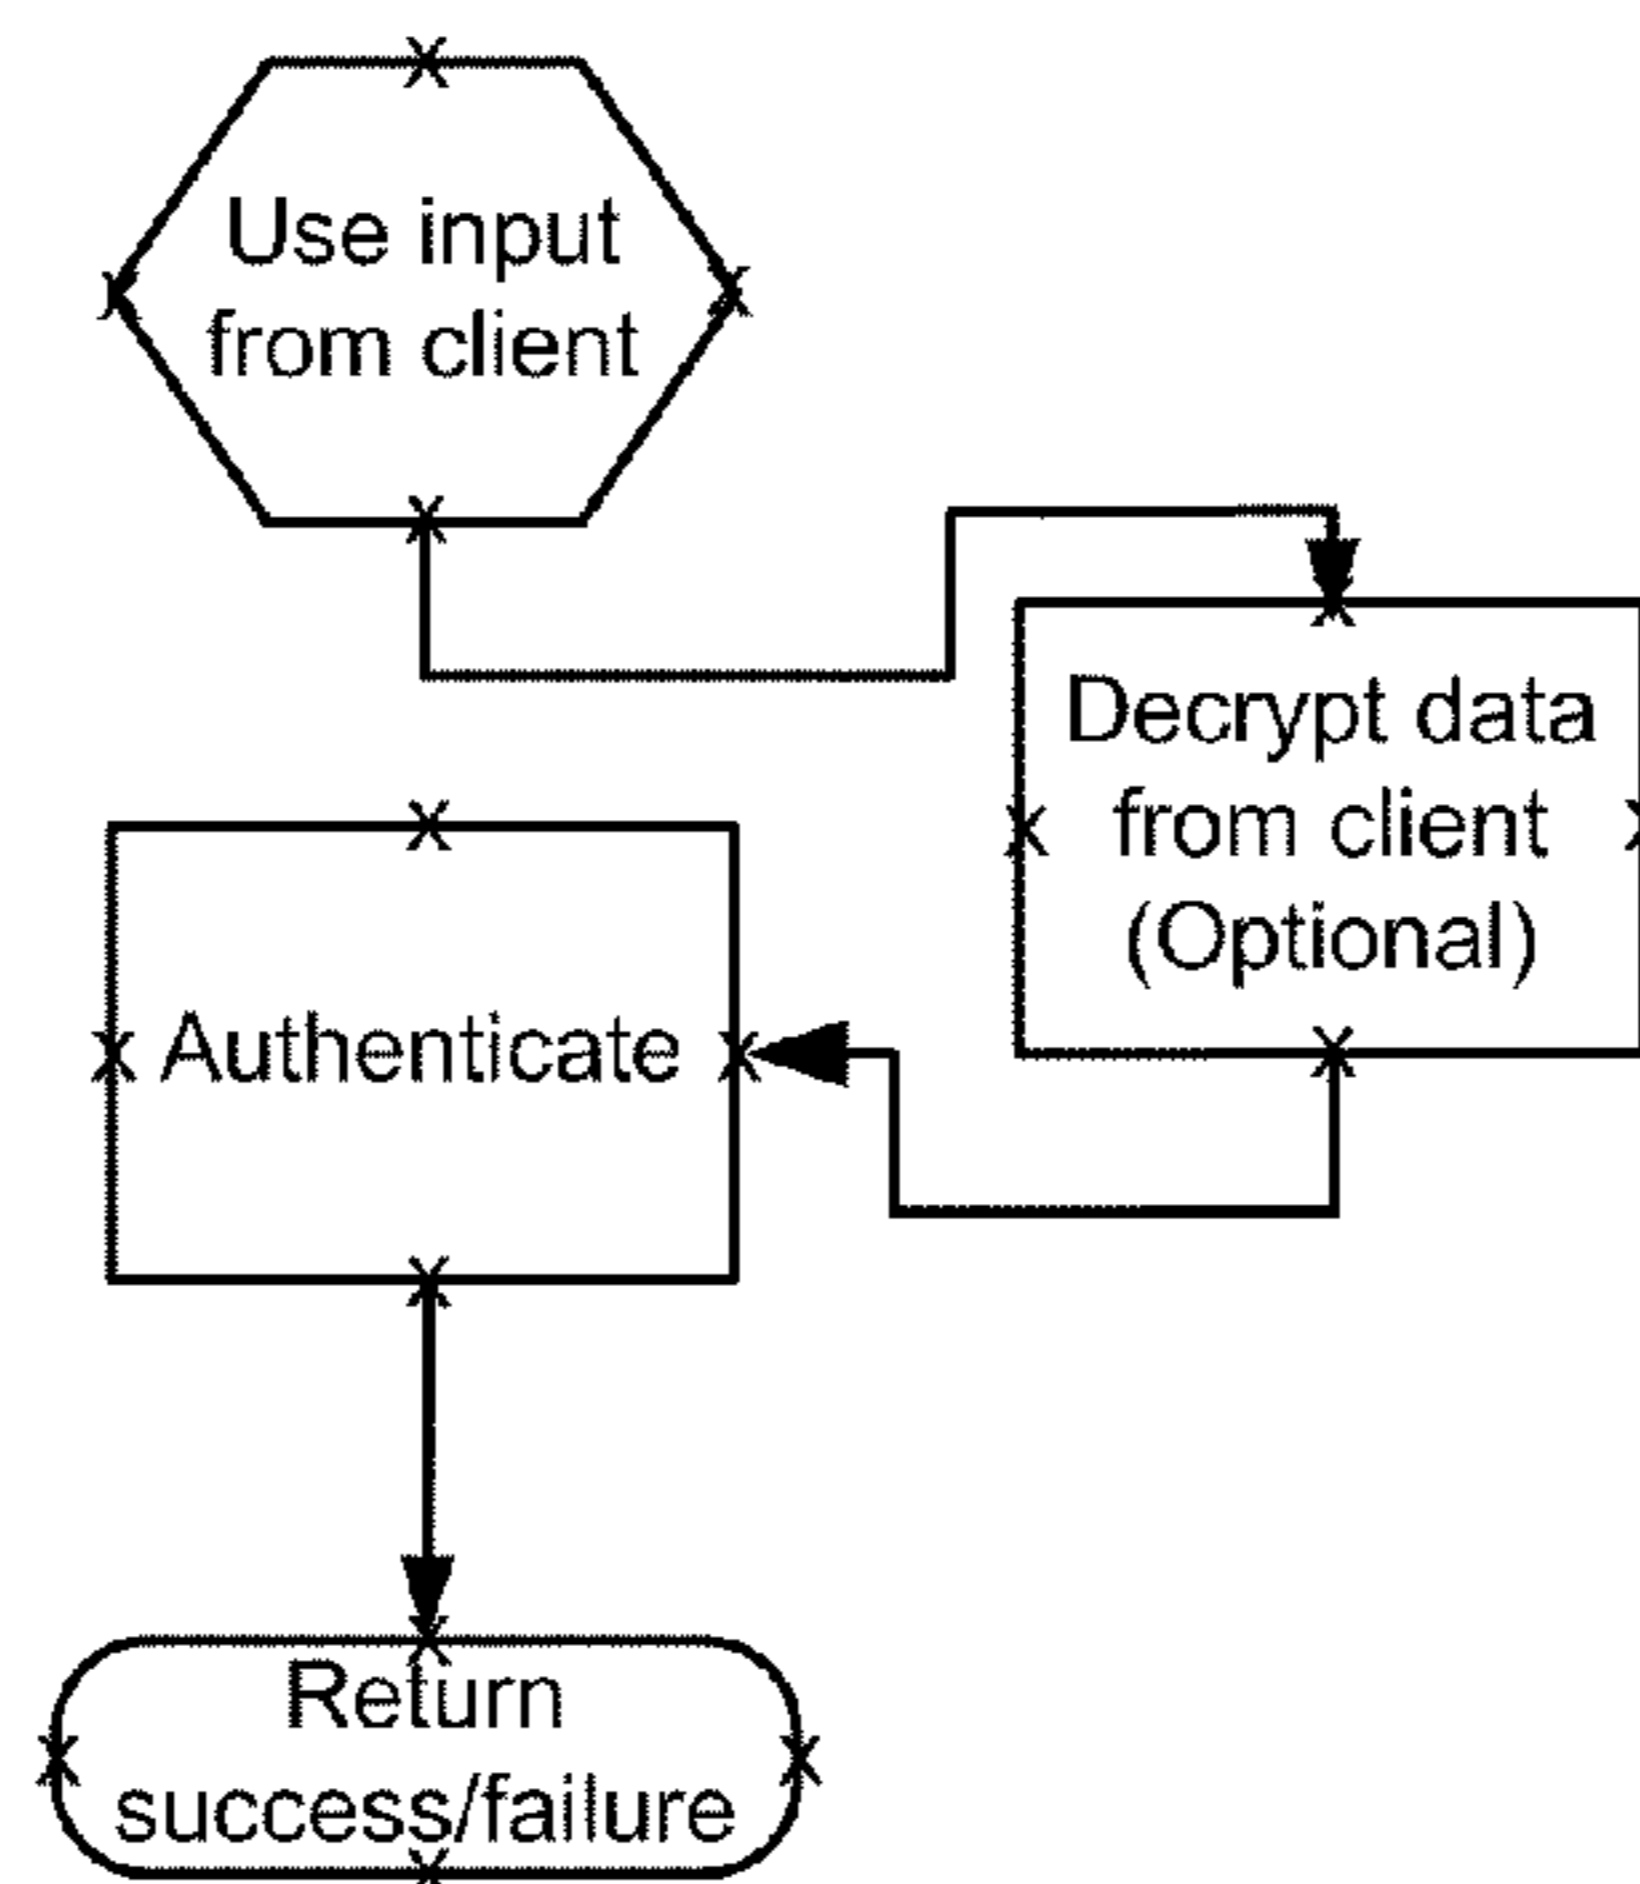 Use input
from client
Decrypt data
from client
(Optional)
Authenticate
Return
success/failure